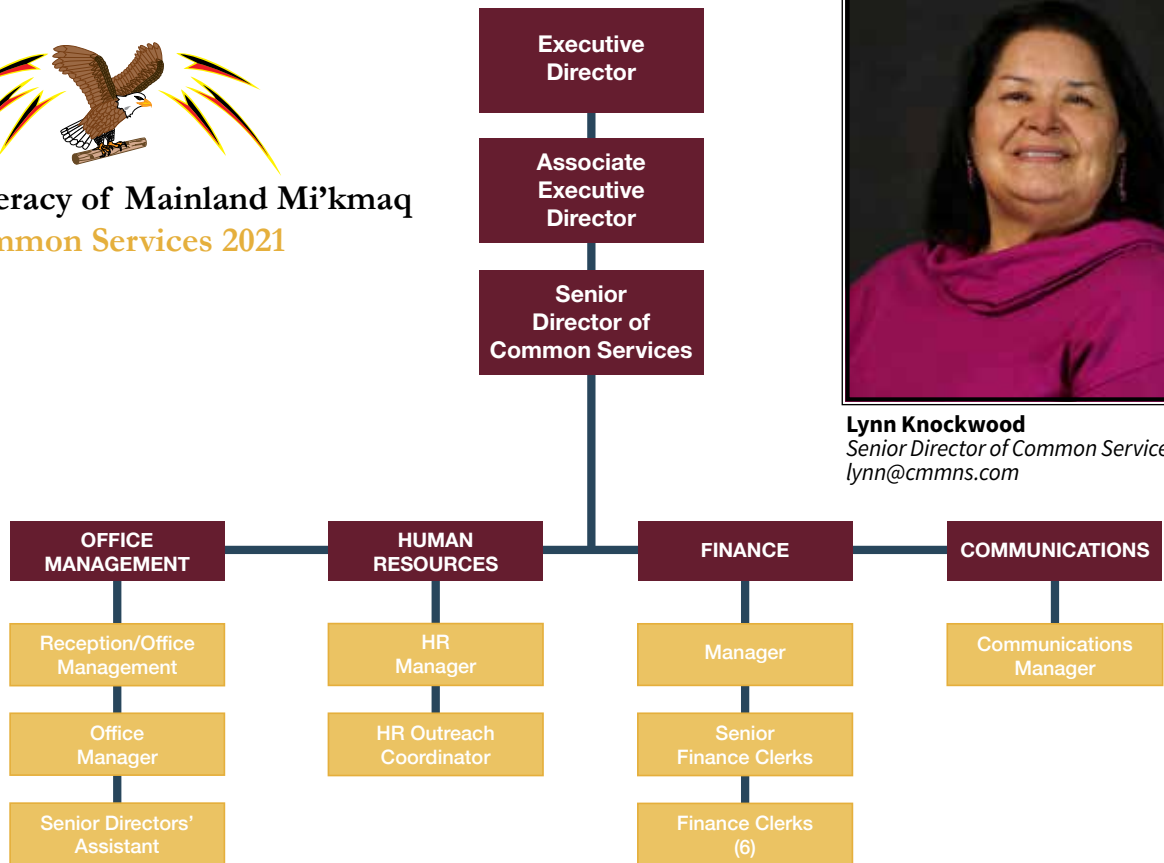 Executive
Director
Associate
Executive
Director
eracy of Mainland Mi’kmaq
mmon Services 2021
Senior
Director of
Common Services
Lynn Knockwood
Senior Director of Common Service
lynn@cmmns.com
OFFICE
MANAGEMENT
HUMAN
RESOURCES
FINANCE
COMMUNICATIONS
Reception/Office
Management
HR
Manager
Manager
Communications
Manager
Office
Manager
HR Outreach
Coordinator
Senior
Finance Clerks
Senior Directors’
Assistant
Finance Clerks
(6)